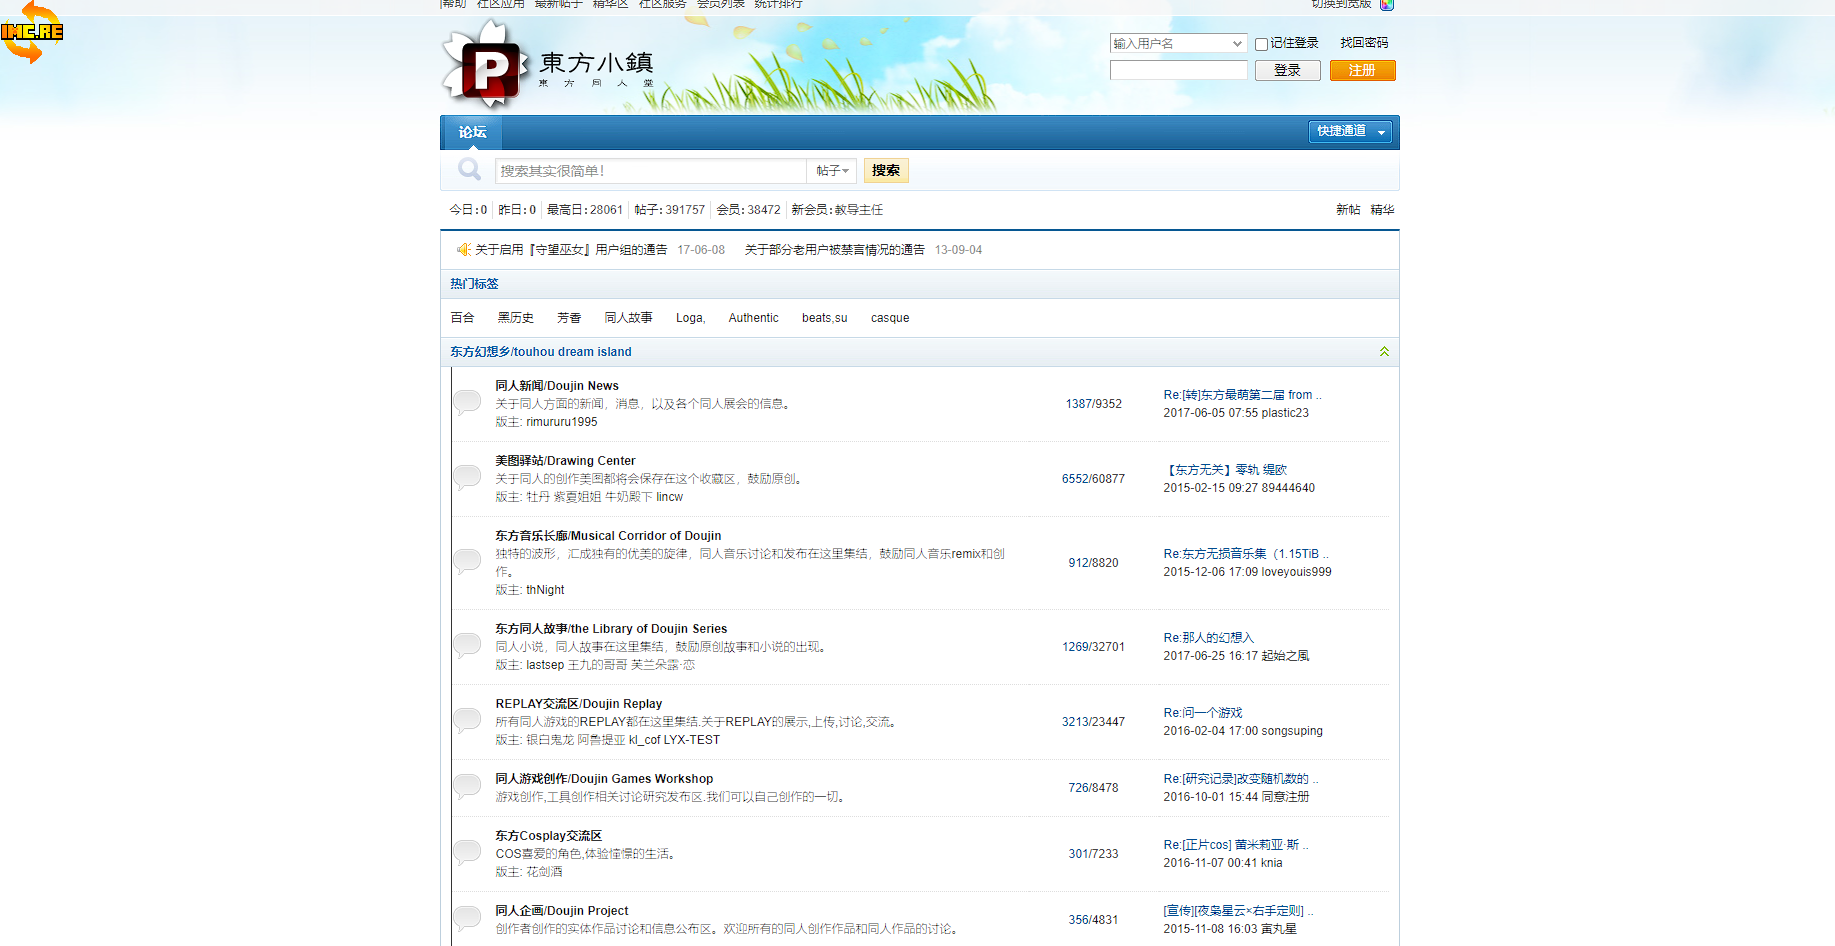 帮助 社区应用 最新帖子 精华区 社区服务 会员列表 统计排行 切换到宽版
IMC.RE
P 東方小鎮
東方同人堂
输入用户名 记住登录 找回密码
登录 注册
论坛 快捷通道
搜索其实很简单! 帖子 搜索
今日:0 昨日:0 最高日:28061 帖子:391757 会员:38472 新会员:教导主任 新帖 精华
关于启用『守望巫女』用户组的通告 17-06-08 关于部分老用户被禁言情况的通告 13-09-04
热门标签
百合 黑历史 芳香 同人故事 Loga, Authentic beats,su casque
东方幻想乡/touhou dream island
同人新闻/Doujin News
关于同人方面的新闻，消息，以及各个同人展会的信息。
版主: rimururu1995
1387/9352
Re:[转]东方最萌第二届 from ..
2017-06-05 07:55 plastic23
美图驿站/Drawing Center
关于同人的创作美图都将会保存在这个收藏区，鼓励原创。
版主: 牡丹 紫夏姐姐 牛奶殿下 lincw
6552/60877
【东方无关】零轨 缇欧
2015-02-15 09:27 89444640
东方音乐长廊/Musical Corridor of Doujin
独特的波形，汇成独有的优美的旋律，同人音乐讨论和发布在这里集结，鼓励同人音乐remix和创
作。
版主: thNight
912/8820
Re:东方无损音乐集（1.15TiB ..
2015-12-06 17:09 loveyouis999
东方同人故事/the Library of Doujin Series
同人小说，同人故事在这里集结，鼓励原创故事和小说的出现。
版主: lastsep 王九的哥哥 芙兰朵露·恋
1269/32701
Re:那人的幻想入
2017-06-25 16:17 起始之風
REPLAY交流区/Doujin Replay
所有同人游戏的REPLAY都在这里集结.关于REPLAY的展示,上传,讨论,交流。
版主: 银白鬼龙 阿鲁提亚 kl_cof LYX-TEST
3213/23447
Re:问一个游戏
2016-02-04 17:00 songsuping
同人游戏创作/Doujin Games Workshop
游戏创作,工具创作相关讨论研究发布区.我们可以自己创作的一切。
726/8478
Re:[研究记录]改变随机数的 ..
2016-10-01 15:44 同意注册
东方Cosplay交流区
COS喜爱的角色,体验憧憬的生活。
版主: 花剑酒
301/7233
Re:[正片cos] 蕾米莉亚·斯 ..
2016-11-07 00:41 knia
同人企画/Doujin Project
创作者创作的实体作品讨论和信息公布区。欢迎所有的同人创作作品和同人作品的讨论。
356/4831
[宣传][夜枭星云×右手定则] ..
2015-11-08 16:03 寅丸星